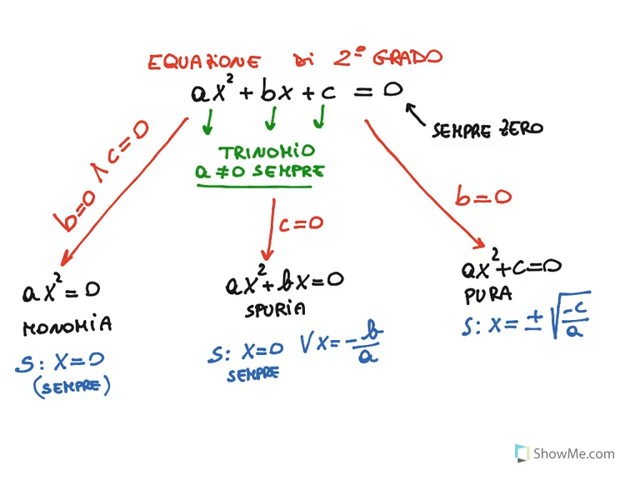 EQUAZIONE DI 2° GRADO
ax² + bx + c = 0
SEMPRE ZERO
TRINOMIO
a ≠ 0 SEMPRE
b=0 ∧ c=0
c=0
b=0
ax² = 0
MONOMIA
S: X=0
(SEMPRE)
ax² + bx = 0
SPURIA
S: X=0 ∨ X = -b/a
SEMPRE
ax² + c = 0
PURA
S: X = ± √(-c/a)
ShowMe.com